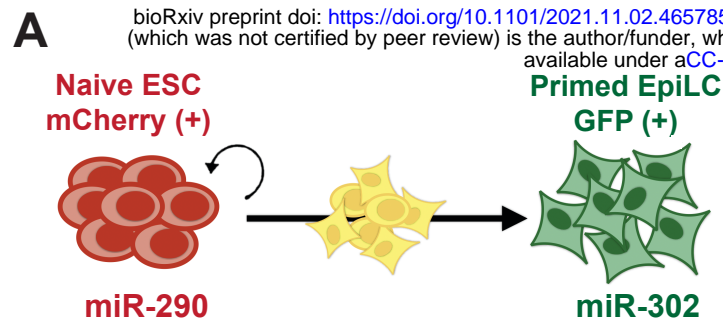 A
bioRxiv preprint doi: https://doi.org/10.1101/2021.11.02.465785
(which was not certified by peer review) is the author/funder, wh
available under aCC-
Naive ESC
mCherry (+)
Primed EpiLC
GFP (+)
miR-290
miR-302